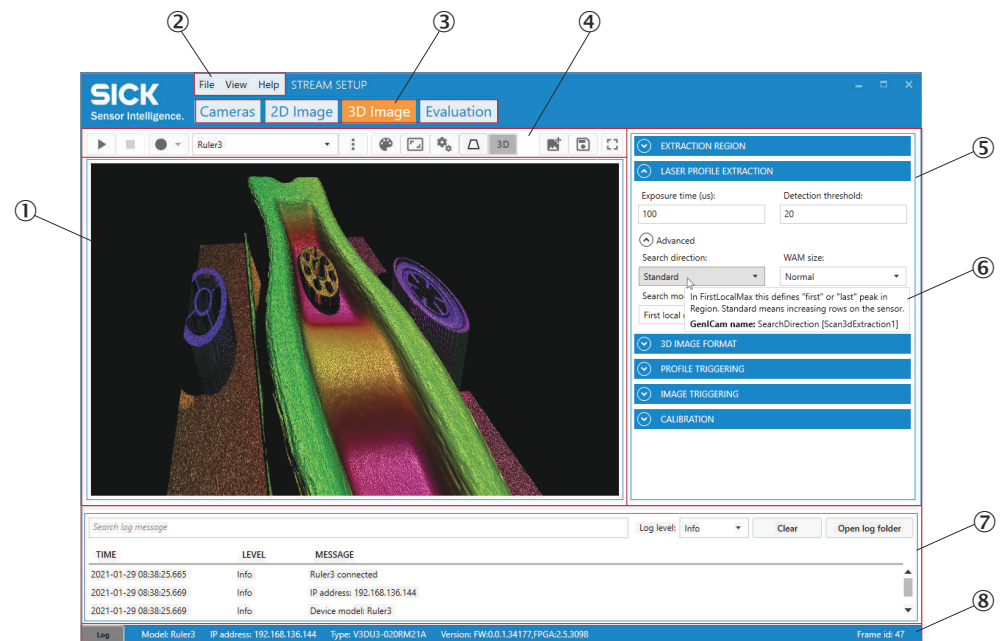 ② ③ ④
SICK
Sensor Intelligence.
File View Help STREAM SETUP
Cameras 2D Image 3D Image Evaluation
Ruler3 3D
①
EXTRACTION REGION
⑤
LASER PROFILE EXTRACTION
Exposure time (us): Detection threshold:
100 20
Advanced
Search direction: WAM size:
Standard Normal
⑥
Search mo
First local
In FirstLocalMax this defines "first" or "last" peak in
Region. Standard means increasing rows on the sensor.
GenICam name: SearchDirection [Scan3dExtraction1]
3D IMAGE FORMAT
PROFILE TRIGGERING
IMAGE TRIGGERING
CALIBRATION
Search log message Log level: Info Clear Open log folder
⑦
TIME LEVEL MESSAGE
2021-01-29 08:38:25.665 Info Ruler3 connected
2021-01-29 08:38:25.669 Info IP address: 192.168.136.144
2021-01-29 08:38:25.669 Info Device model: Ruler3
⑧
Log Model: Ruler3 IP address: 192.168.136.144 Type: V3DU3-020RM21A Version: FW:0.0.1.34177,FPGA:2.5.3098 Frame id: 47